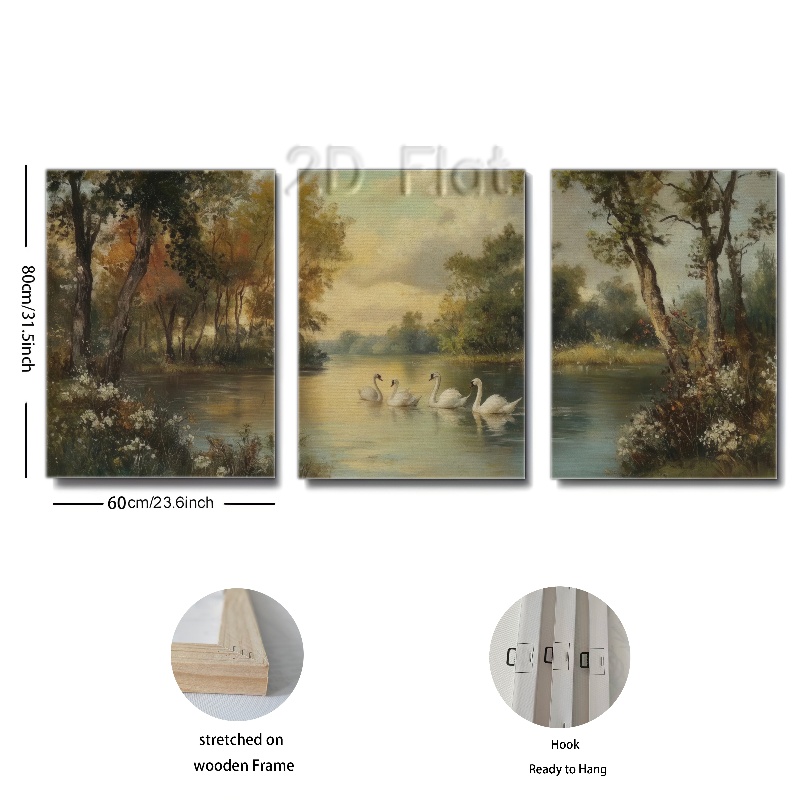 2D Flat
80cm/31.5inch
60cm/23.6inch
stretched on
wooden Frame
Hook
Ready to Hang